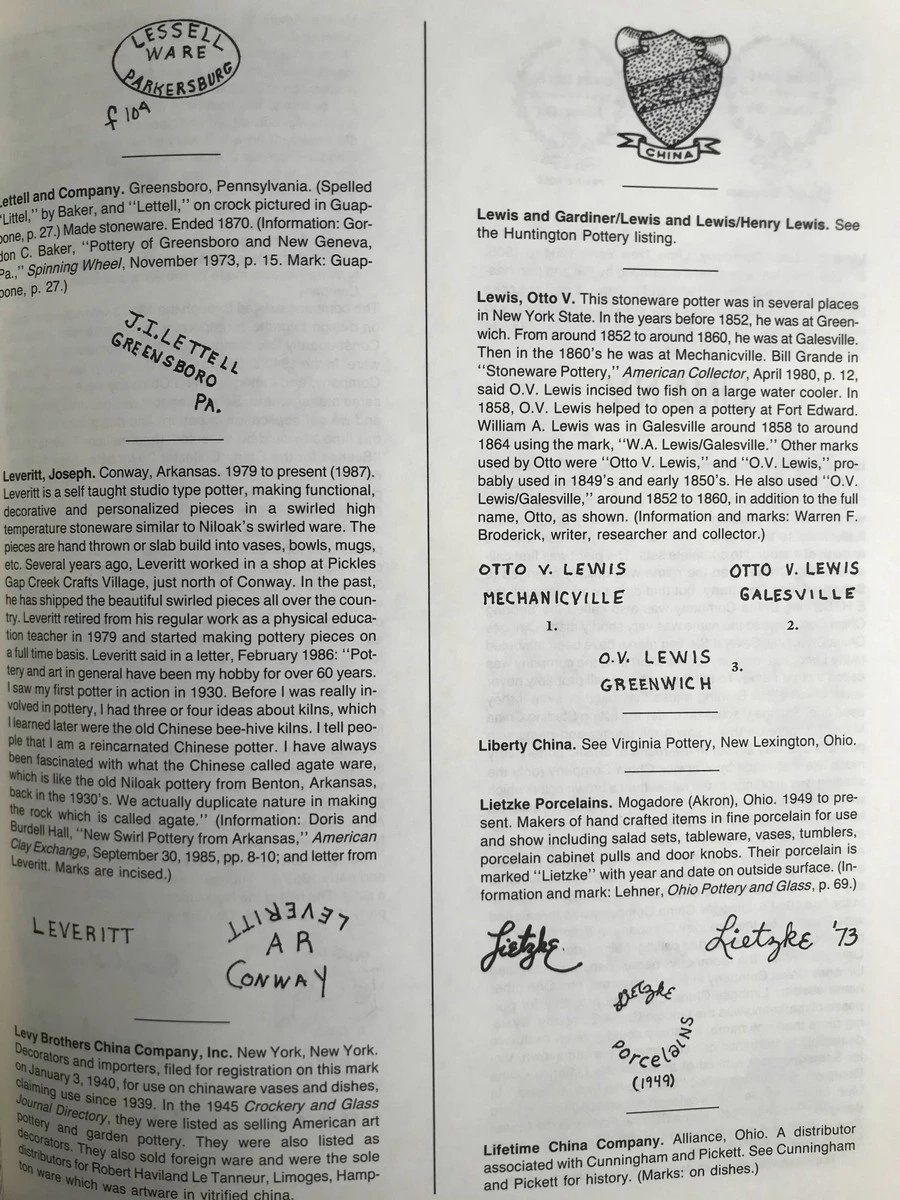 LESSELL
WARE
PARKERSBURG
f 109
Lettell and Company. Greensboro, Pennsylvania. (Spelled
"Littel," by Baker, and "Lettell," on crock pictured in Guap-
pone, p. 27.) Made stoneware. Ended 1870. (Information: Gor-
don C. Baker, "Pottery of Greensboro and New Geneva,
Pa.," Spinning Wheel, November 1973, p. 15. Mark: Guap-
pone, p. 27.)
J.I. LETTELL
GREENSBORO
PA.
Leveritt, Joseph. Conway, Arkansas. 1979 to present (1987).
Leveritt is a self taught studio type potter, making functional,
decorative and personalized pieces in a swirled high
temperature stoneware similar to Niloak's swirled ware. The
pieces are hand thrown or slab build into vases, bowls, mugs,
etc. Several years ago, Leveritt worked in a shop at Pickles
Gap Creek Crafts Village, just north of Conway. In the past,
he has shipped the beautiful swirled pieces all over the coun-
try. Leveritt retired from his regular work as a physical educa-
tion teacher in 1979 and started making pottery pieces on
a full time basis. Leveritt said in a letter, February 1986: "Pot-
tery and art in general have been my hobby for over 60 years.
I saw my first potter in action in 1930. Before I was really in-
volved in pottery, I had three or four ideas about kilns, which
I learned later were the old Chinese bee-hive kilns. I tell peo-
ple that I am a reincarnated Chinese potter. I have always
been fascinated with what the Chinese called agate ware,
which is like the old Niloak pottery from Benton, Arkansas,
back in the 1930's. We actually duplicate nature in making
the rock which is called agate." (Information: Doris and
Burdell Hall, "New Swirl Pottery from Arkansas," American
Clay Exchange, September 30, 1985, pp. 8-10; and letter from
Leveritt. Marks are incised.)
LEVERITT
LEVERITT
AR
CONWAY
Levy Brothers China Company, Inc. New York, New York.
Decorators and importers, filed for registration on this mark
on January 3, 1940, for use on chinaware vases and dishes,
claiming use since 1939. In the 1945 Crockery and Glass
Journal Directory, they were listed as selling American art
pottery and garden pottery. They were also listed as
decorators. They also sold foreign ware and were the sole
distributors for Robert Haviland Le Tanneur, Limoges, Hamp-
ton ware which was artware in vitrified china.
CHINA
Lewis and Gardiner/Lewis and Lewis/Henry Lewis. See
the Huntington Pottery listing.
Lewis, Otto V. This stoneware potter was in several places
in New York State. In the years before 1852, he was at Green-
wich. From around 1852 to around 1860, he was at Galesville.
Then in the 1860's he was at Mechanicville. Bill Grande in
"Stoneware Pottery," American Collector, April 1980, p. 12,
said O.V. Lewis incised two fish on a large water cooler. In
1858, O.V. Lewis helped to open a pottery at Fort Edward.
William A. Lewis was in Galesville around 1858 to around
1864 using the mark, "W.A. Lewis/Galesville." Other marks
used by Otto were "Otto V. Lewis," and "O.V. Lewis," pro-
bably used in 1849's and early 1850's. He also used "O.V.
Lewis/Galesville," around 1852 to 1860, in addition to the full
name, Otto, as shown. (Information and marks: Warren F.
Broderick, writer, researcher and collector.)
OTTO V. LEWIS
MECHANICVILLE
1.
OTTO V. LEWIS
GALESVILLE
2.
O.V. LEWIS
GREENWICH
3.
Liberty China. See Virginia Pottery, New Lexington, Ohio.
Lietzke Porcelains. Mogadore (Akron), Ohio. 1949 to pre-
sent. Makers of hand crafted items in fine porcelain for use
and show including salad sets, tableware, vases, tumblers,
porcelain cabinet pulls and door knobs. Their porcelain is
marked "Lietzke" with year and date on outside surface. (In-
formation and mark: Lehner, Ohio Pottery and Glass, p. 69.)
Lietzke
Lietzke '73
Lietzke
Porcelains
(1949)
Lifetime China Company. Alliance, Ohio. A distributor
associated with Cunningham and Pickett. See Cunningham
and Pickett for history. (Marks: on dishes.)